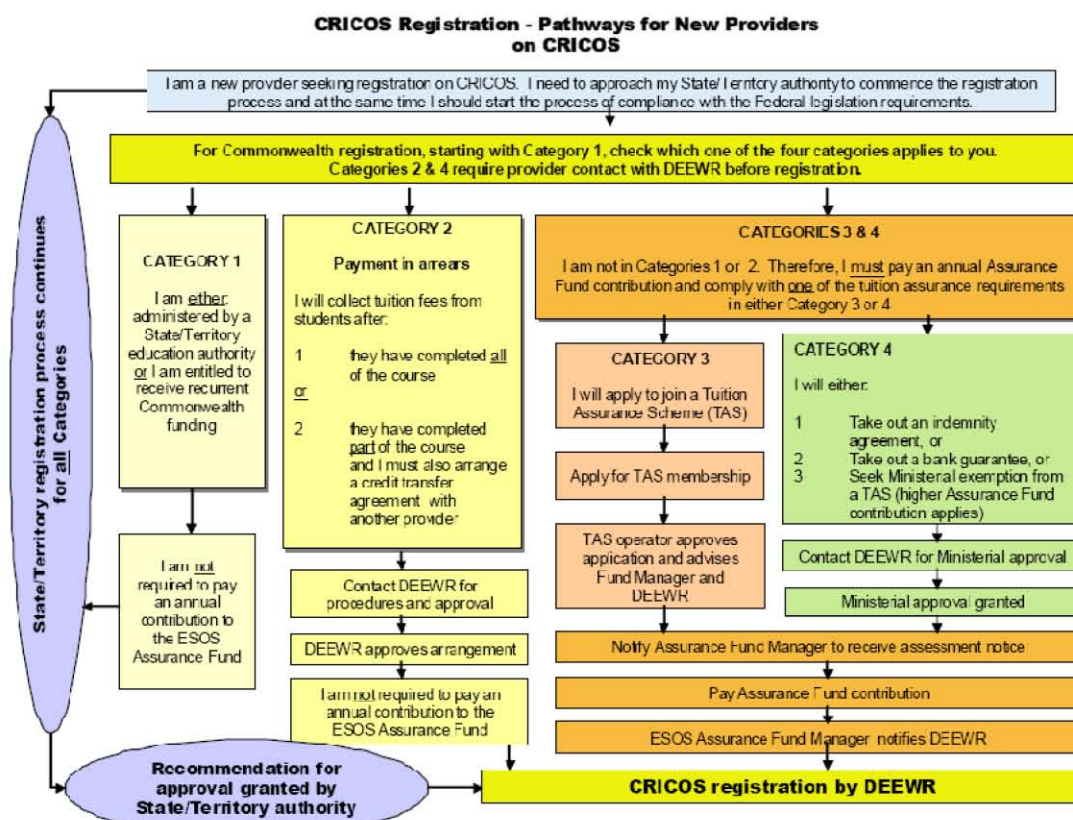 CRICOS Registration - Pathways for New Providers
on CRICOS
I am a new provder seeking registration on CRICOS. I need to approach my State/Territory authority to commence the registration
process and at the same time I should start the process of compliance with the Federal legislation requirements.
For Commonwealth registration, starting with Category 1, check which one of the four categories applies to you.
Categories 2 & 4 require provider contact with DEEWR before registration.
State/Territory registration process continues
for all Categories
CATEGORY 1
I am ether:
administered by a
State/Territory
education authority
or I am entitled to
receive recurrent
Commonwealth
funding
I am not
required to pay
an annual
contribution to
the ESOS
Assurance Fund
CATEGORY 2
Payment in arrears
I will collect tuition fees from
students after:
1 they have completed all
of the course
or
2 they have completed
part of the course
and I must also arrange
a credit transfer
agreement with
another provider
Contact DEEWR for
procedures and approval
DEEWR approves arrangement
I am not required to pay an
annual contribution to the
ESOS Assurance Fund
CATEGORIES 3 & 4
I am not in Categories 1 or 2. Therefore, I must pay an annual Assurance
Fund contribution and comply with one of the tuition assurance requirements
in either Category 3 or 4
CATEGORY 3
I will apply to join a Tuition
Assurance Scheme (TAS)
Apply for TAS membership
TAS operator approves
application and advises
Fund Manager and
DEEWR
CATEGORY 4
I will either:
1 Take out an indemnity
agreement, or
2 Take out a bank guarantee, or
3 Seek Ministerial exemption from
a TAS (higher Assurance Fund
contribution applies)
Contact DEEWR for Ministerial approval
Ministerial approval granted
Notify Assurance Fund Manager to receive assessment notice
Pay Assurance Fund contribution
ESOS Assurance Fund Manager notifies DEEWR
Recommendation for
approval granted by
State/Territory authority
CRICOS registration by DEEWR